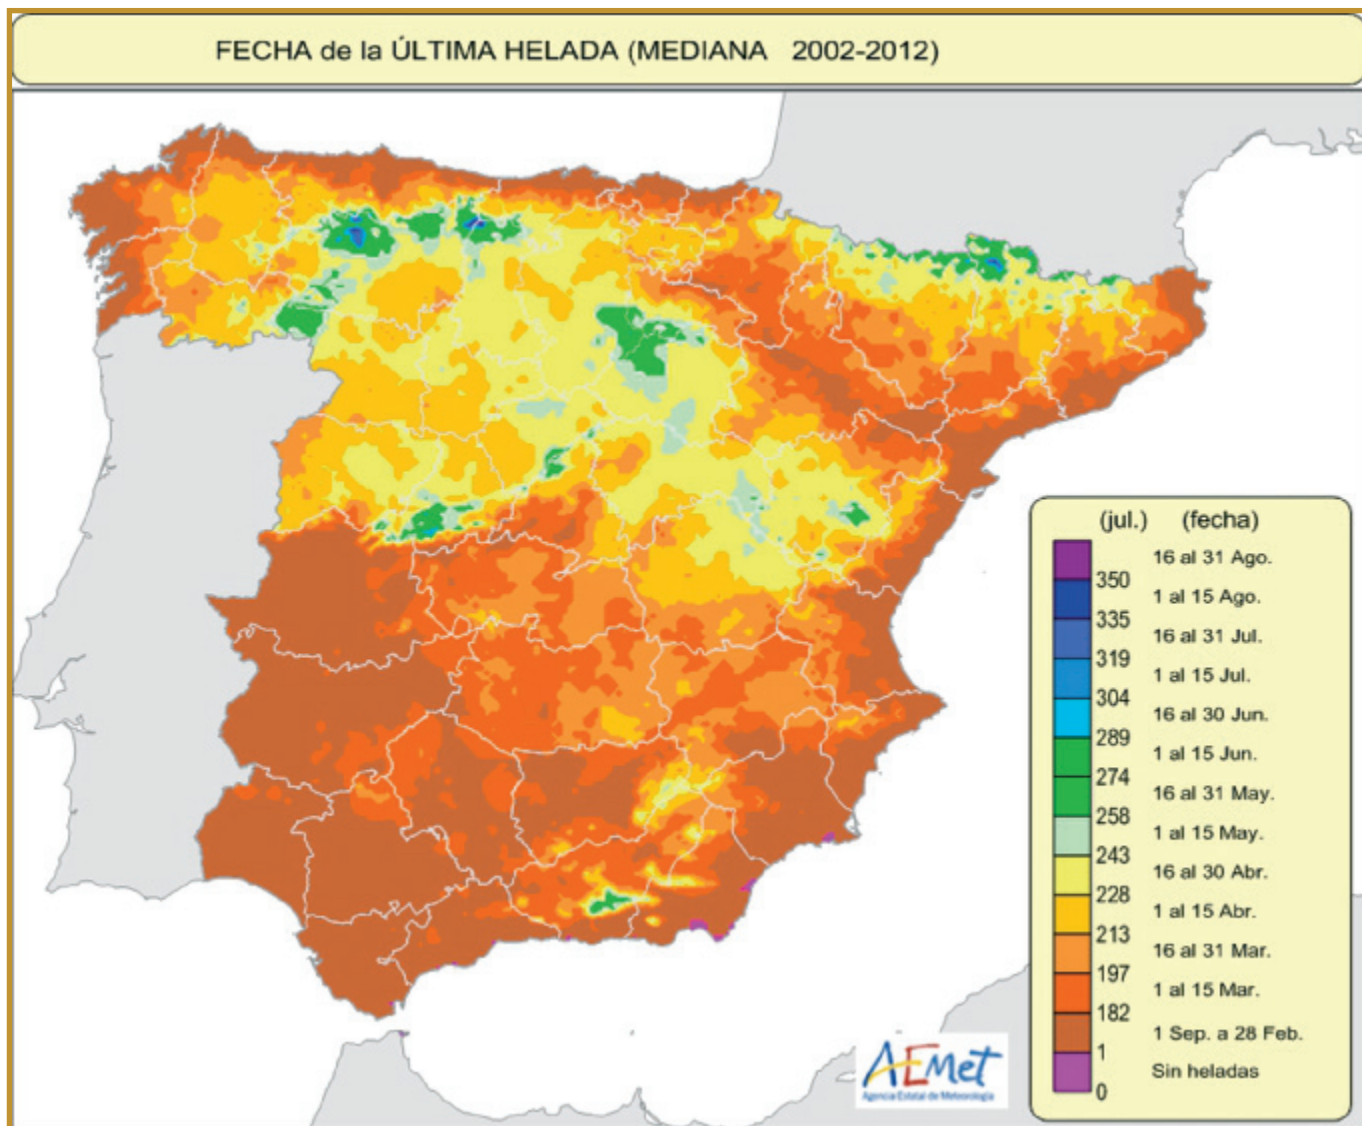 FECHA de la ÚLTIMA HELADA (MEDIANA 2002-2012)
(jul.) (fecha)
16 al 31 Ago.
350
1 al 15 Ago.
335
16 al 31 Jul.
319
1 al 15 Jul.
304
16 al 30 Jun.
289
1 al 15 Jun.
274
16 al 31 May.
258
1 al 15 May.
243
16 al 30 Abr.
228
1 al 15 Abr.
213
16 al 31 Mar.
197
1 al 15 Mar.
182
1 Sep. a 28 Feb.
1
Sin heladas
0
AEMet
Agencia Estatal de Meteorología